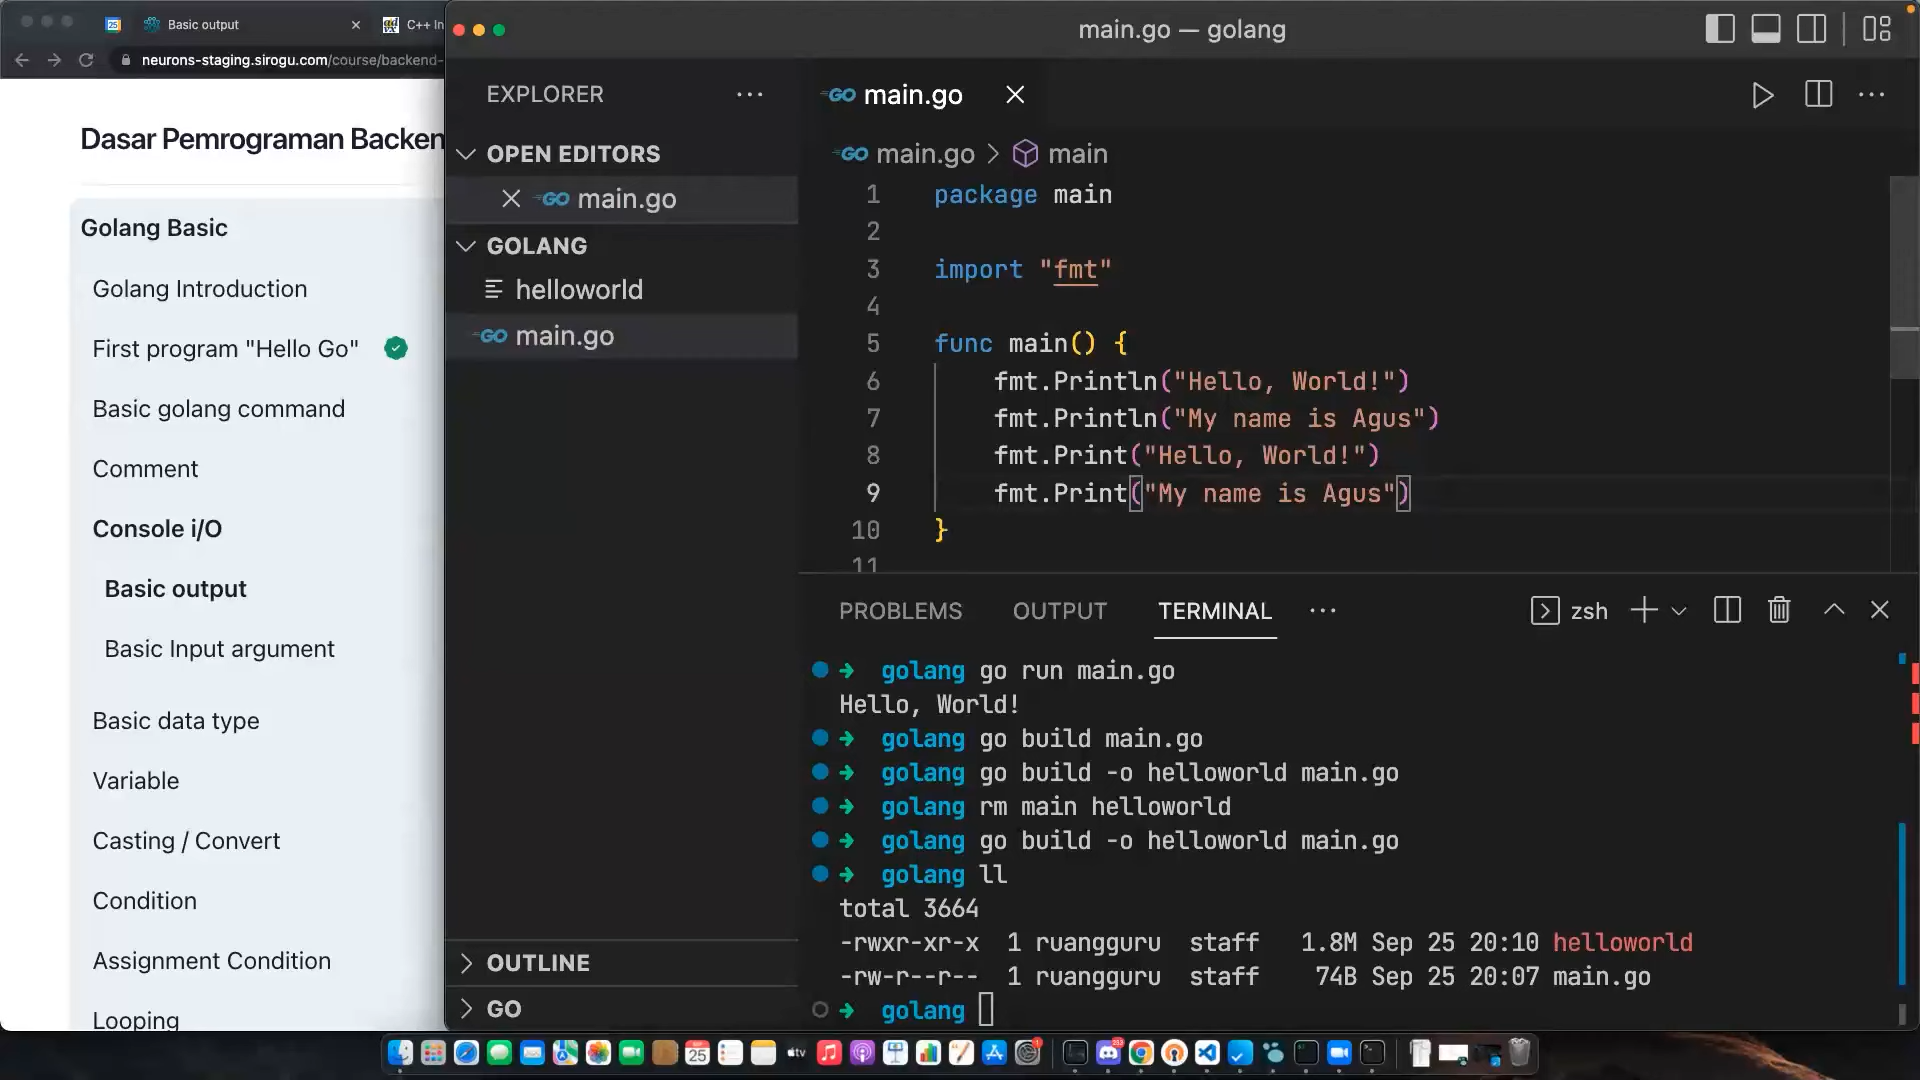 Basic output
C++ In
neurons-staging.sirogu.com/course/backend-
Dasar Pemrograman Backen
Golang Basic
Golang Introduction
First program "Hello Go"
Basic golang command
Comment
Console i/O
Basic output
Basic Input argument
Basic data type
Variable
Casting / Convert
Condition
Assignment Condition
Looping
main.go — golang
EXPLORER
OPEN EDITORS
GO main.go
GOLANG
helloworld
GO main.go
OUTLINE
GO
GO main.go
GO main.go > main
1 package main
2
3 import "fmt"
4
5 func main() {
6 fmt.Println("Hello, World!")
7 fmt.Println("My name is Agus")
8 fmt.Print("Hello, World!")
9 fmt.Print("My name is Agus")
10 }
11
PROBLEMS OUTPUT TERMINAL
zsh
golang go run main.go
Hello, World!
golang go build main.go
golang go build -o helloworld main.go
golang rm main helloworld
golang go build -o helloworld main.go
golang ll
total 3664
-rwxr-xr-x 1 ruangguru staff 1.8M Sep 25 20:10 helloworld
-rw-r--r-- 1 ruangguru staff 74B Sep 25 20:07 main.go
golang
25
tv